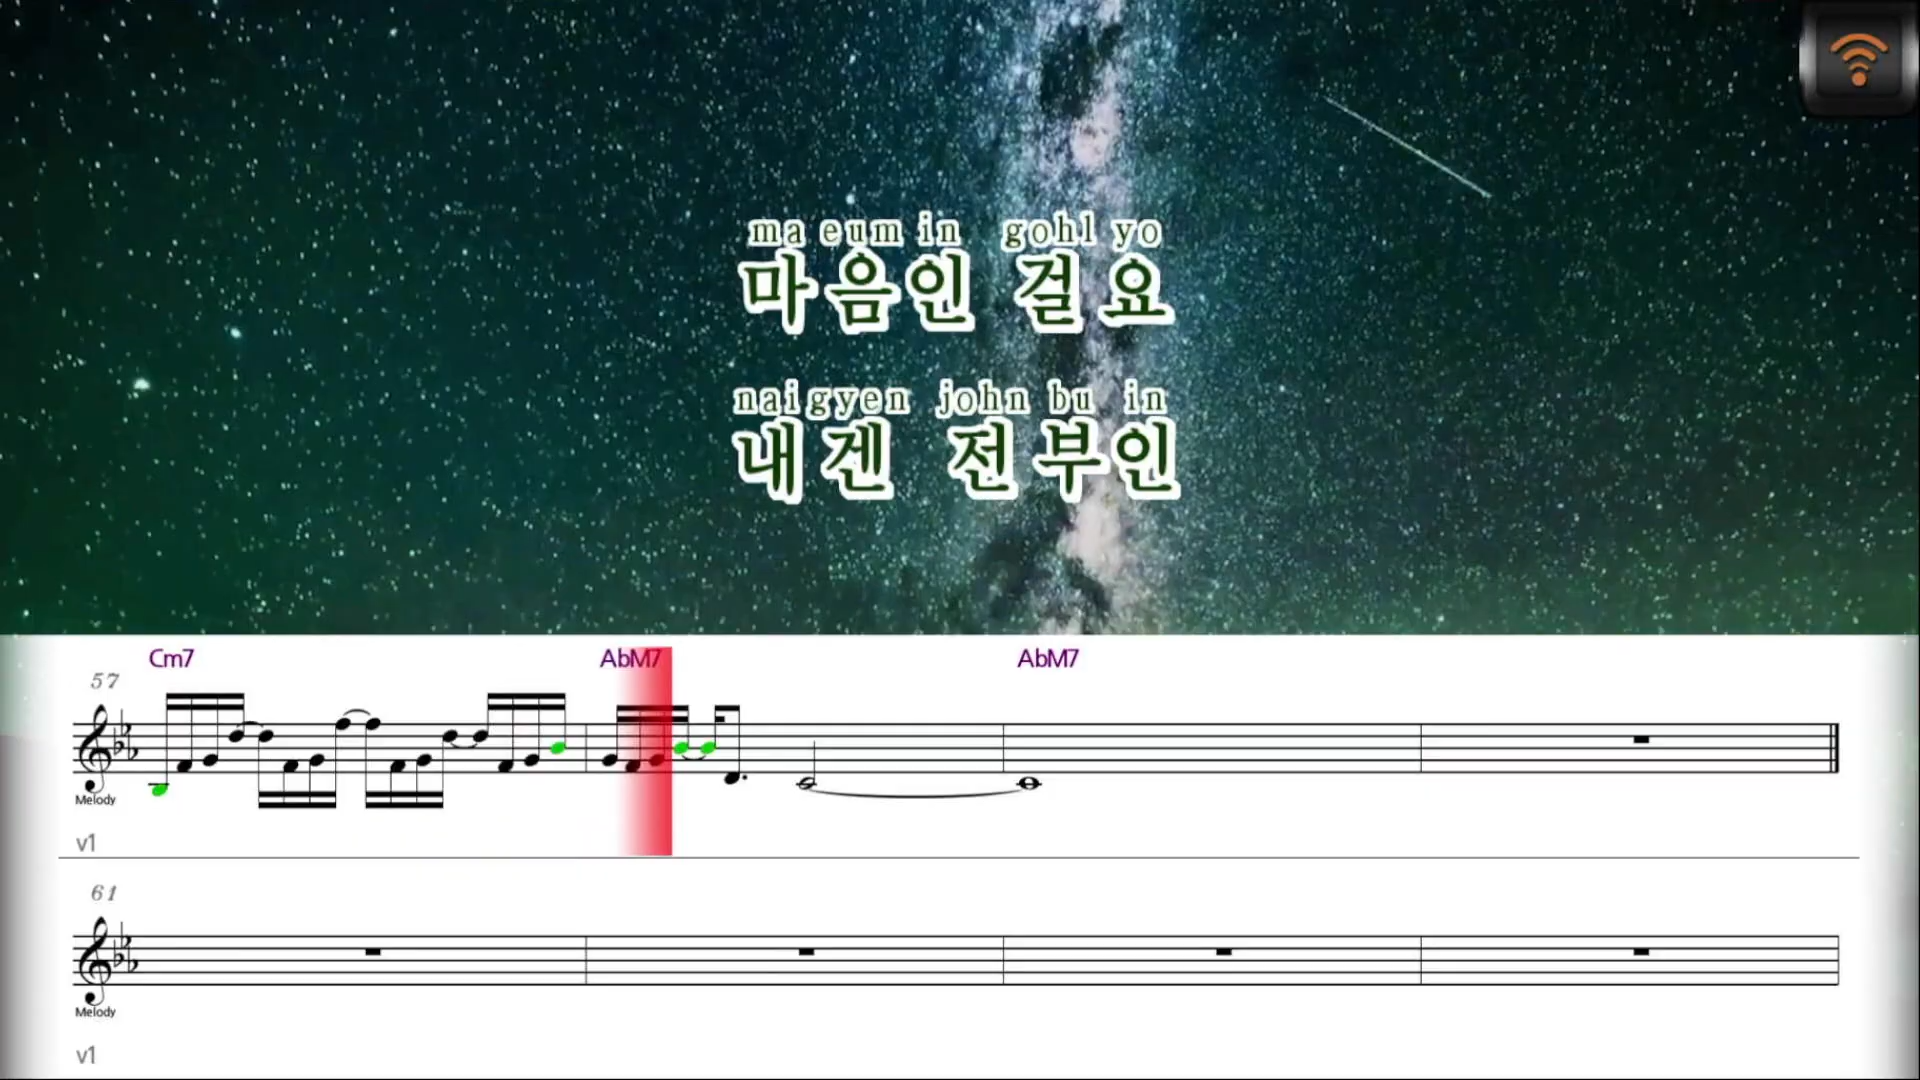 ma eum in gohl yo
마음인 걸요
naigyen john bu in
내겐 전부인
Cm7 AbM7 AbM7
57
Melody
v1
61
Melody
v1